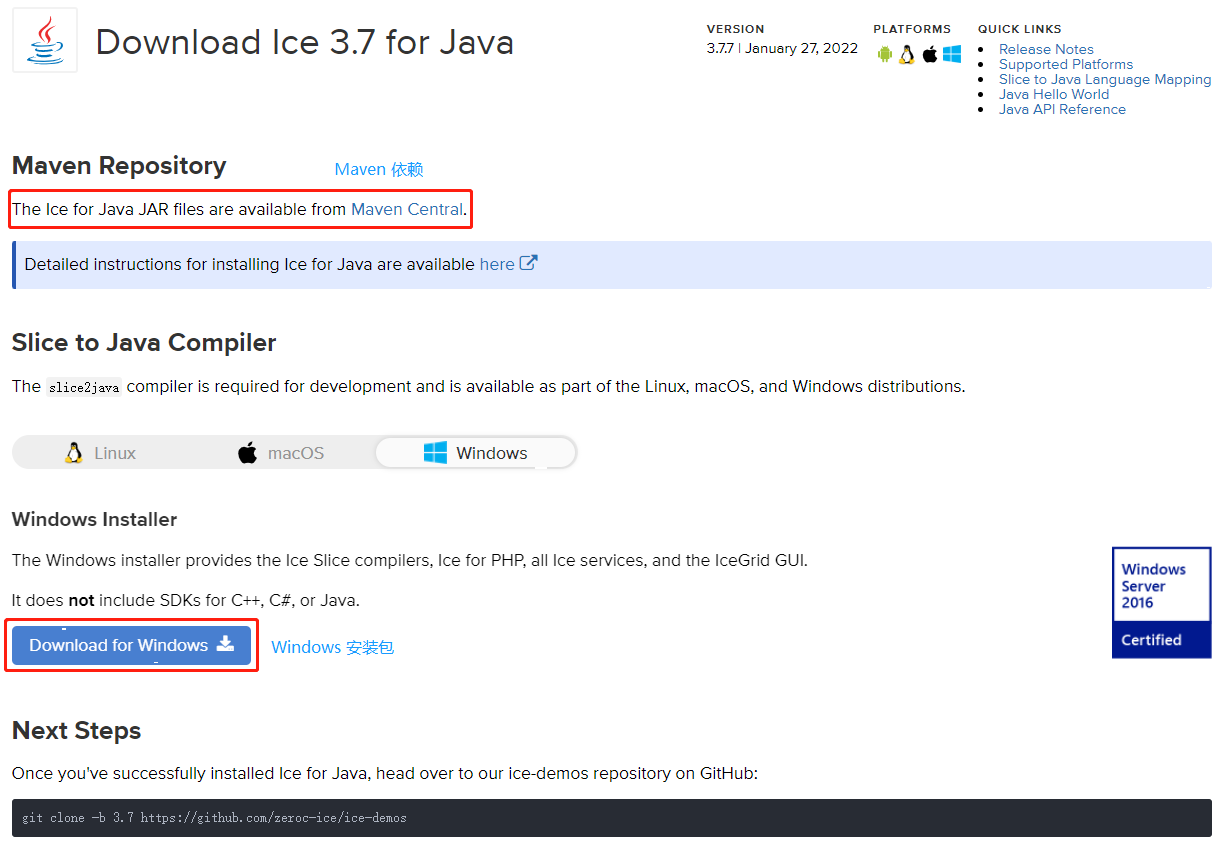 Download Ice 3.7 for Java
VERSION
3.7.7 | January 27, 2022
PLATFORMS
QUICK LINKS
Release Notes
Supported Platforms
Slice to Java Language Mapping
Java Hello World
Java API Reference
Maven Repository
Maven 依赖
The Ice for Java JAR files are available from Maven Central.
Detailed instructions for installing Ice for Java are available here
Slice to Java Compiler
The slice2java compiler is required for development and is available as part of the Linux, macOS, and Windows distributions.
Linux
macOS
Windows
Windows Installer
The Windows installer provides the Ice Slice compilers, Ice for PHP, all Ice services, and the IceGrid GUI.
It does not include SDKs for C++, C#, or Java.
Windows
Server
2016
Certified
Download for Windows
Windows 安装包
Next Steps
Once you've successfully installed Ice for Java, head over to our ice-demos repository on GitHub:
git clone -b 3.7 https://github.com/zeroc-ice/ice-demos